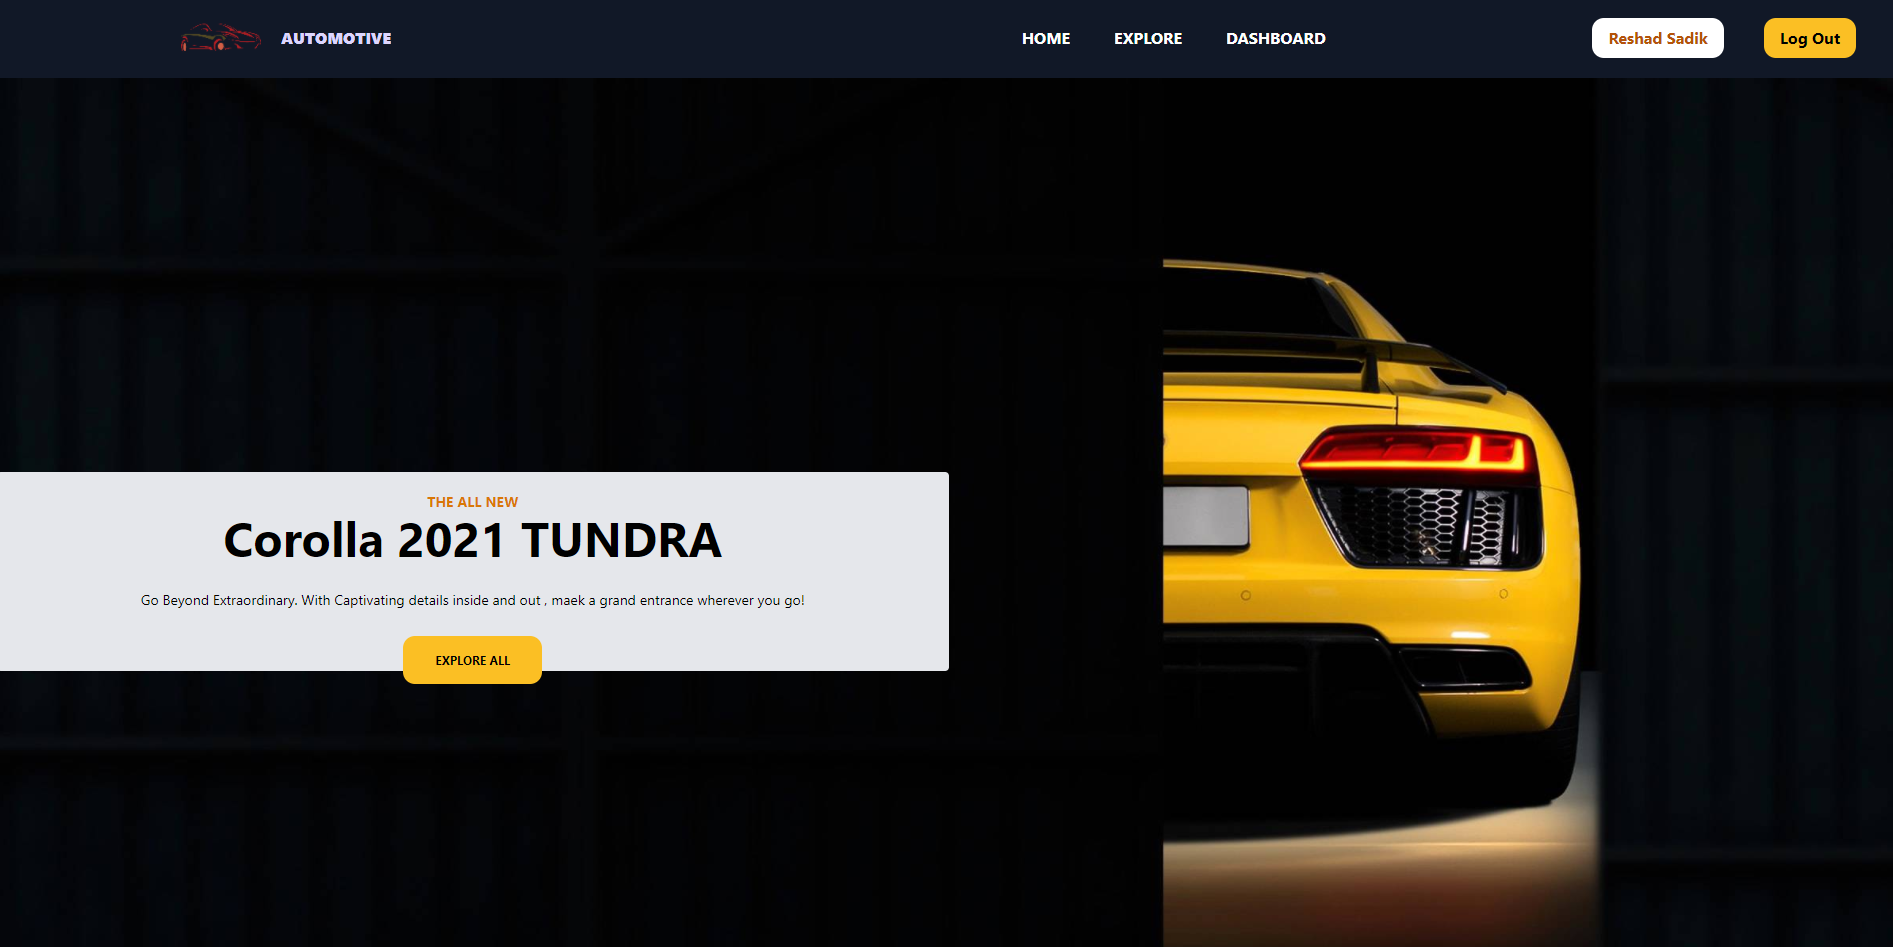 AUTOMOTIVE
HOME EXPLORE DASHBOARD
Reshad Sadik
Log Out
THE ALL NEW
Corolla 2021 TUNDRA
Go Beyond Extraordinary. With Captivating details inside and out , maek a grand entrance wherever you go!
EXPLORE ALL